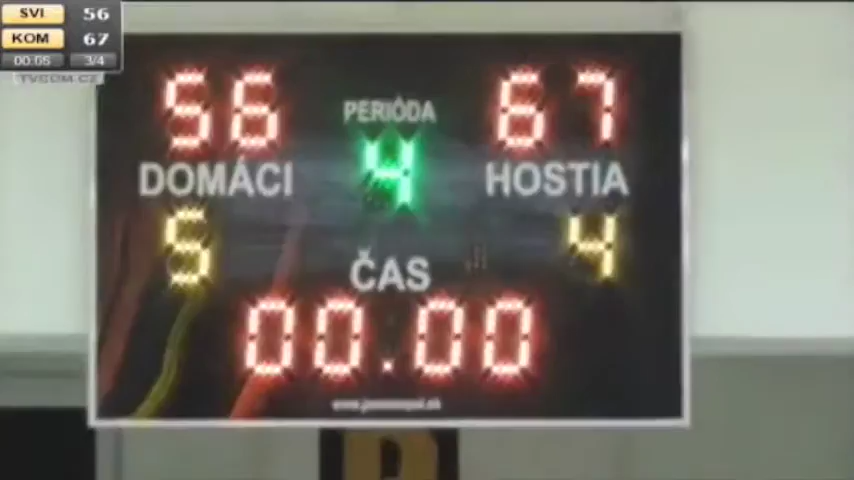 SVI 56
KOM 67
00:05 3/4
TVCOM.CZ
56 67
PERIÓDA
4
DOMÁCI HOSTIA
5 4
ČAS
00.00